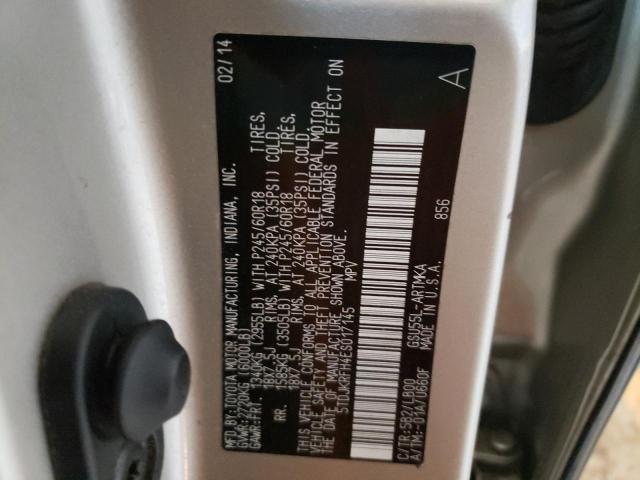 MFD.BY:TOYOTA MOTOR MANUFACTURING, INDIANA, INC. 02/14
GVWR:2720KG (6000LB)
GAWR:FRT. 1340KG (2955LB) WITH P245/60R18 TIRES,
18X7.5J RIMS, AT 240KPA (35PSI) COLD.
RR. 1585KG (3505LB) WITH P245/60R18 TIRES,
18X7.5J RIMS, AT 240KPA (35PSI) COLD.
THIS VEHICLE CONFORMS TO ALL APPLICABLE FEDERAL MOTOR
VEHICLE SAFETY AND THEFT PREVENTION STANDARDS IN EFFECT ON
THE DATE OF MANUFACTURE SHOWN ABOVE.
5TDJKRFH4ES017145 MPV
A
856
C/TR:582/LB00 GSU55L-ARTMKA
A/TM:-01A/U660F MADE IN U.S.A.